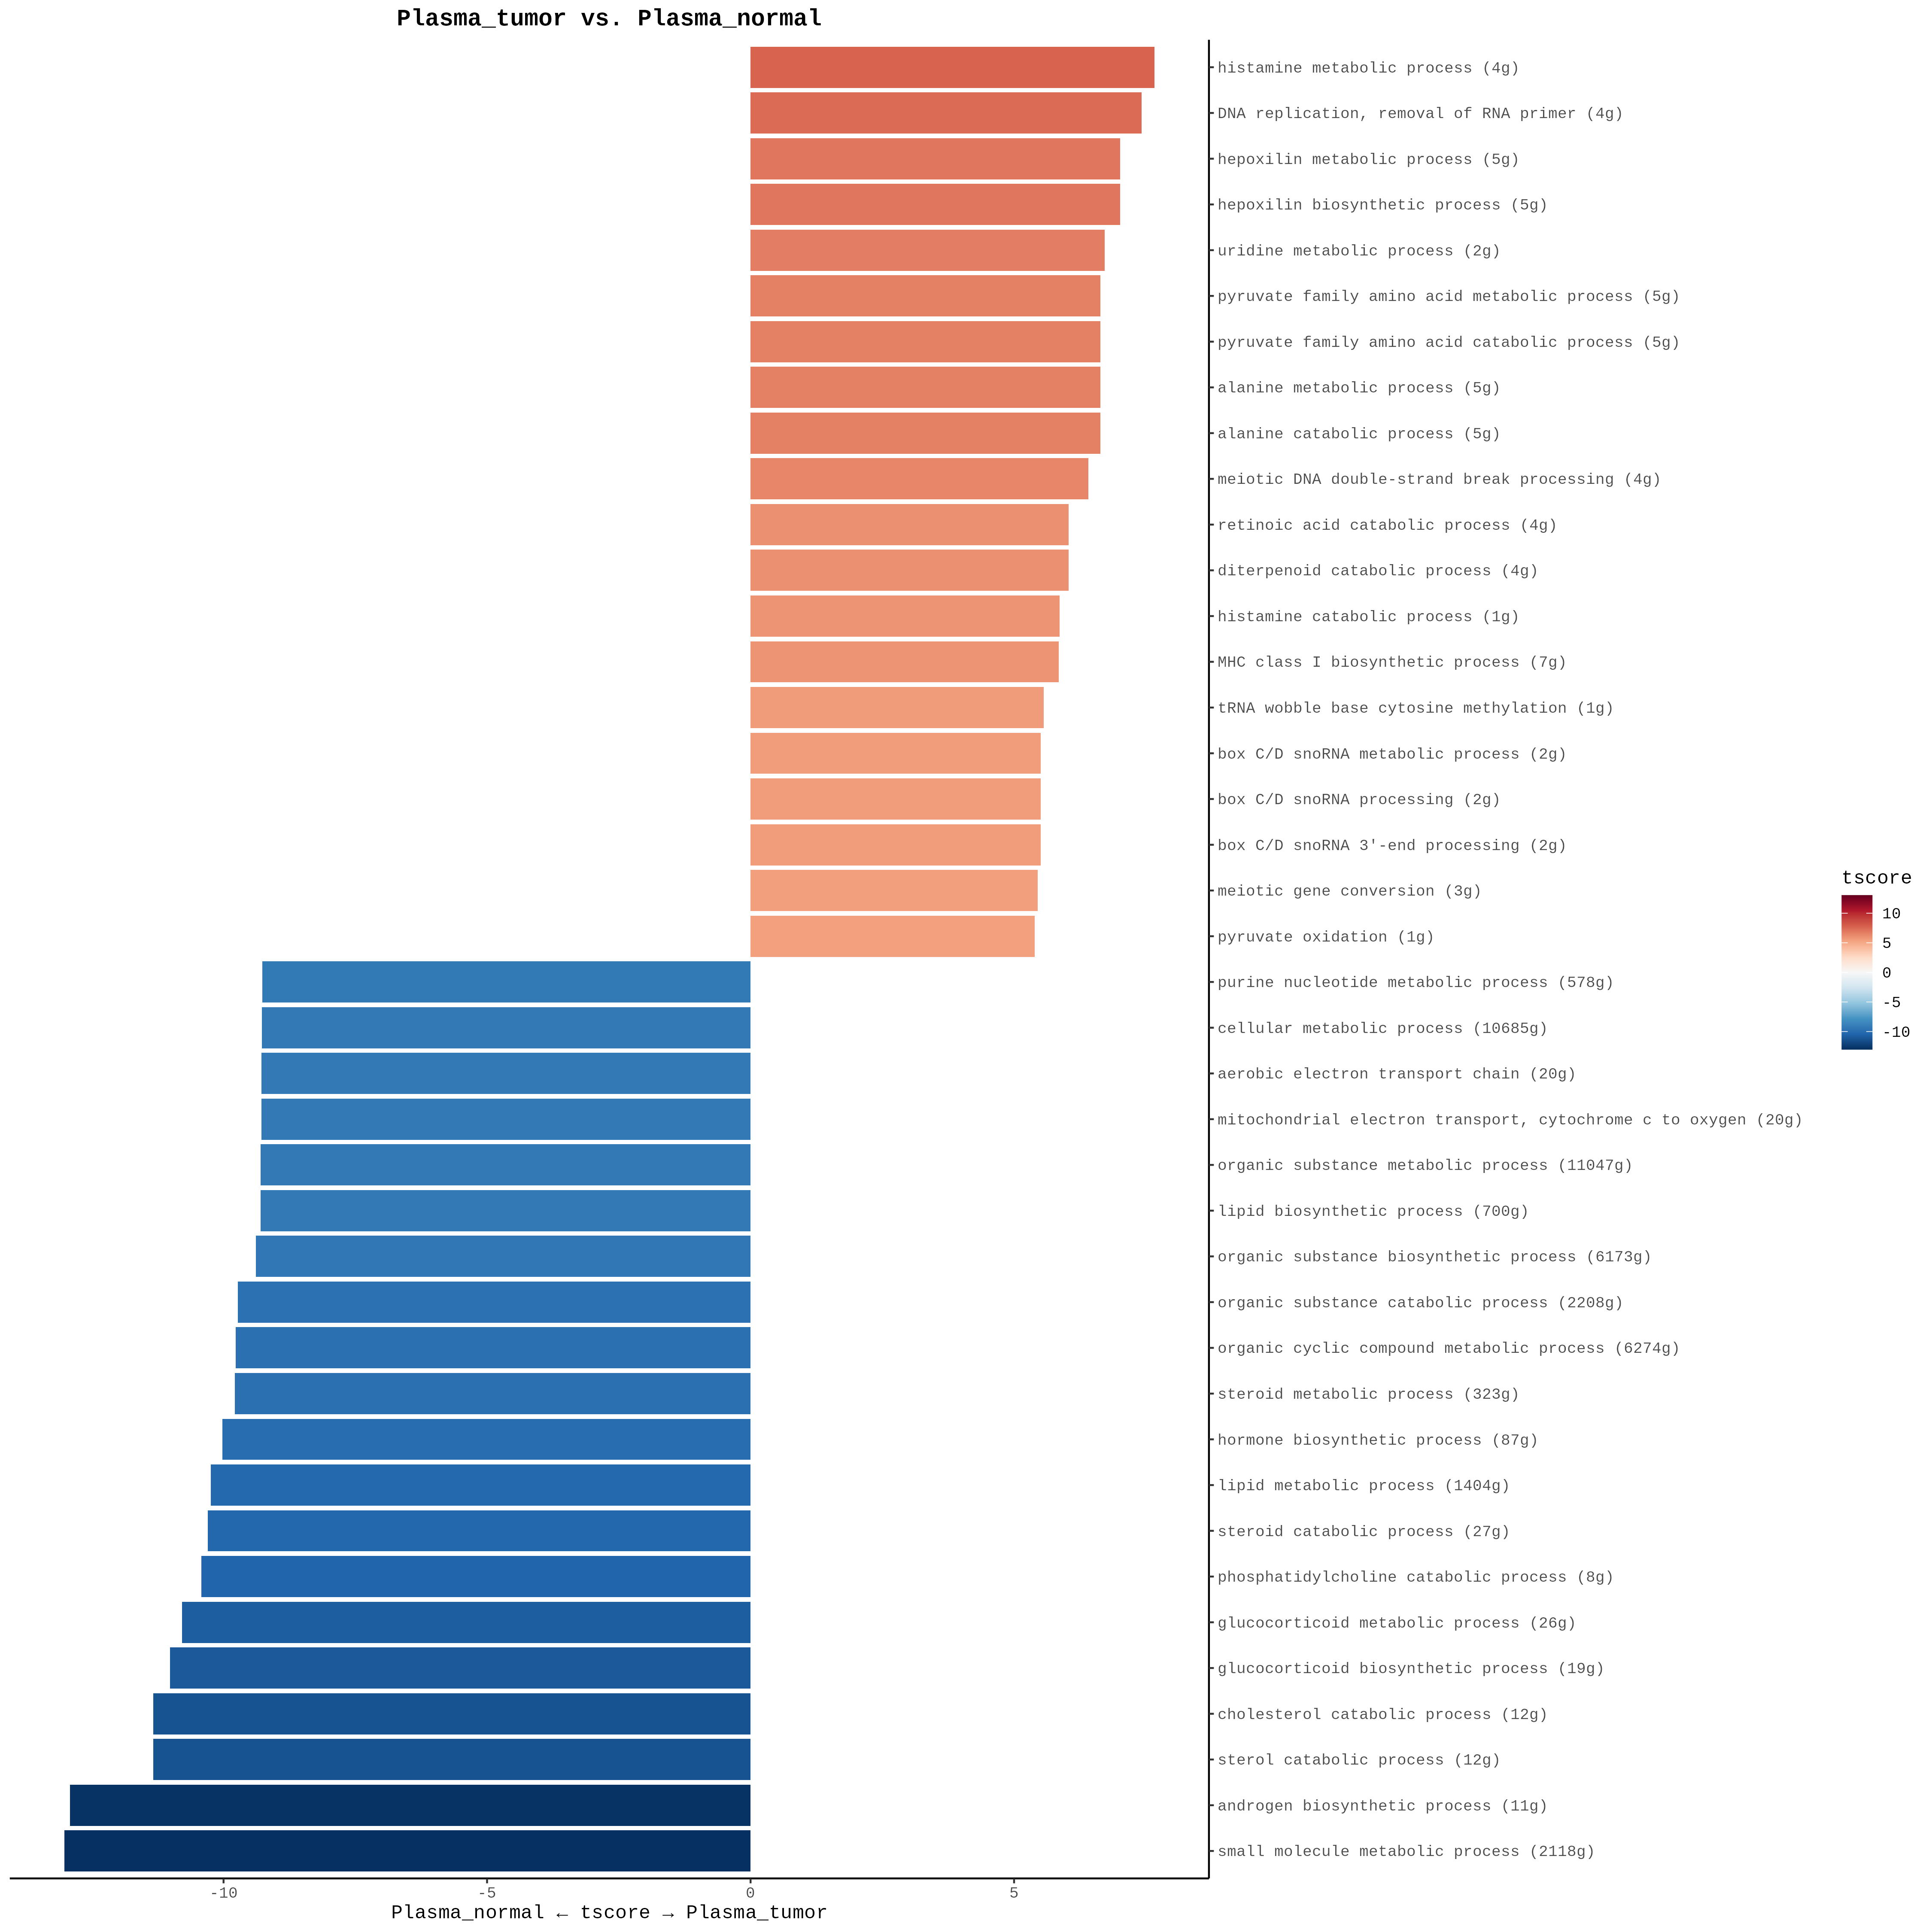 Plasma_tumor vs. Plasma_normal
histamine metabolic process (4g)
DNA replication, removal of RNA primer (4g)
hepoxilin metabolic process (5g)
hepoxilin biosynthetic process (5g)
uridine metabolic process (2g)
pyruvate family amino acid metabolic process (5g)
pyruvate family amino acid catabolic process (5g)
alanine metabolic process (5g)
alanine catabolic process (5g)
meiotic DNA double-strand break processing (4g)
retinoic acid catabolic process (4g)
diterpenoid catabolic process (4g)
histamine catabolic process (1g)
MHC class I biosynthetic process (7g)
tRNA wobble base cytosine methylation (1g)
box C/D snoRNA metabolic process (2g)
box C/D snoRNA processing (2g)
box C/D snoRNA 3'-end processing (2g)
meiotic gene conversion (3g)
pyruvate oxidation (1g)
purine nucleotide metabolic process (578g)
cellular metabolic process (10685g)
aerobic electron transport chain (20g)
mitochondrial electron transport, cytochrome c to oxygen (20g)
organic substance metabolic process (11047g)
lipid biosynthetic process (700g)
organic substance biosynthetic process (6173g)
organic substance catabolic process (2208g)
organic cyclic compound metabolic process (6274g)
steroid metabolic process (323g)
hormone biosynthetic process (87g)
lipid metabolic process (1404g)
steroid catabolic process (27g)
phosphatidylcholine catabolic process (8g)
glucocorticoid metabolic process (26g)
glucocorticoid biosynthetic process (19g)
cholesterol catabolic process (12g)
sterol catabolic process (12g)
androgen biosynthetic process (11g)
small molecule metabolic process (2118g)
-10 -5 0 5
Plasma_normal ← tscore → Plasma_tumor
tscore
10
5
0
-5
-10